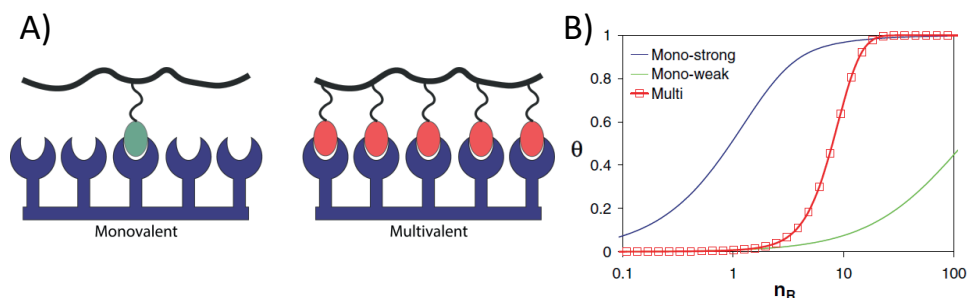 A)
Monovalent
Multivalent
B)
Mono-strong
Mono-weak
Multi
θ
1
0.8
0.6
0.4
0.2
0
0.1
1
10
100
n_R